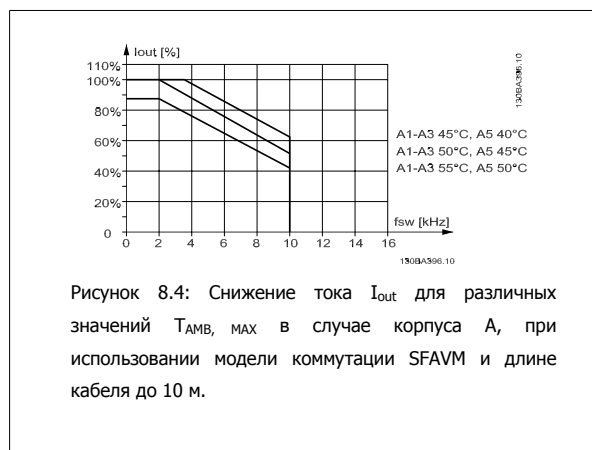 Iout [%]
110%
100%
80%
60%
40%
20%
0
0 2 4 6 8 10 12 14 16
fsw [kHz]
A1-A3 45°C, A5 40°C
A1-A3 50°C, A5 45°C
A1-A3 55°C, A5 50°C
130BA396.10
130BA396.10
Рисунок 8.4: Снижение тока Iout для различных
значений TAMB, MAX в случае корпуса A, при
использовании модели коммутации SFAVM и длине
кабеля до 10 м.